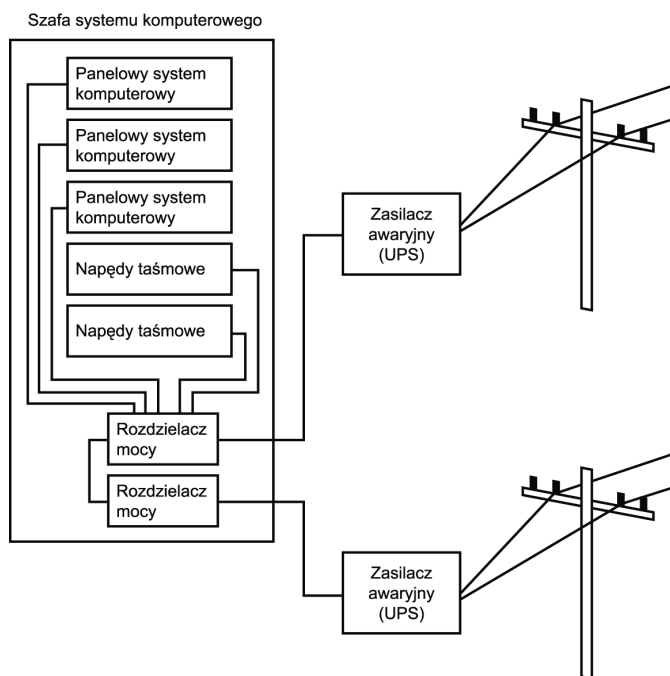 Szafa systemu komputerowego
Panelowy system
komputerowy
Panelowy system
komputerowy
Panelowy system
komputerowy
Napędy taśmowe
Napędy taśmowe
Rozdzielacz
mocy
Rozdzielacz
mocy
Zasilacz
awaryjny
(UPS)
Zasilacz
awaryjny
(UPS)